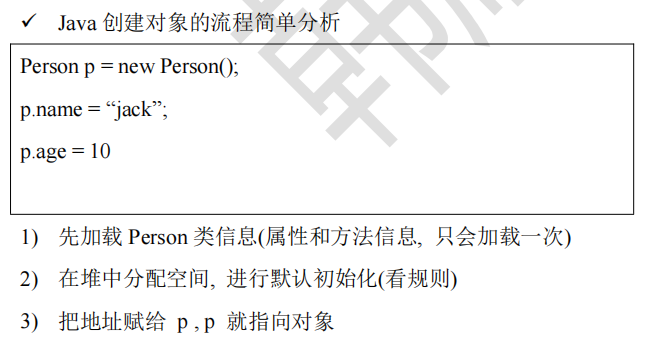 ✓ Java 创建对象的流程简单分析
Person p = new Person();
p.name = “jack”;
p.age = 10
1) 先加载 Person 类信息(属性和方法信息, 只会加载一次)
2) 在堆中分配空间, 进行默认初始化(看规则)
3) 把地址赋给 p , p 就指向对象